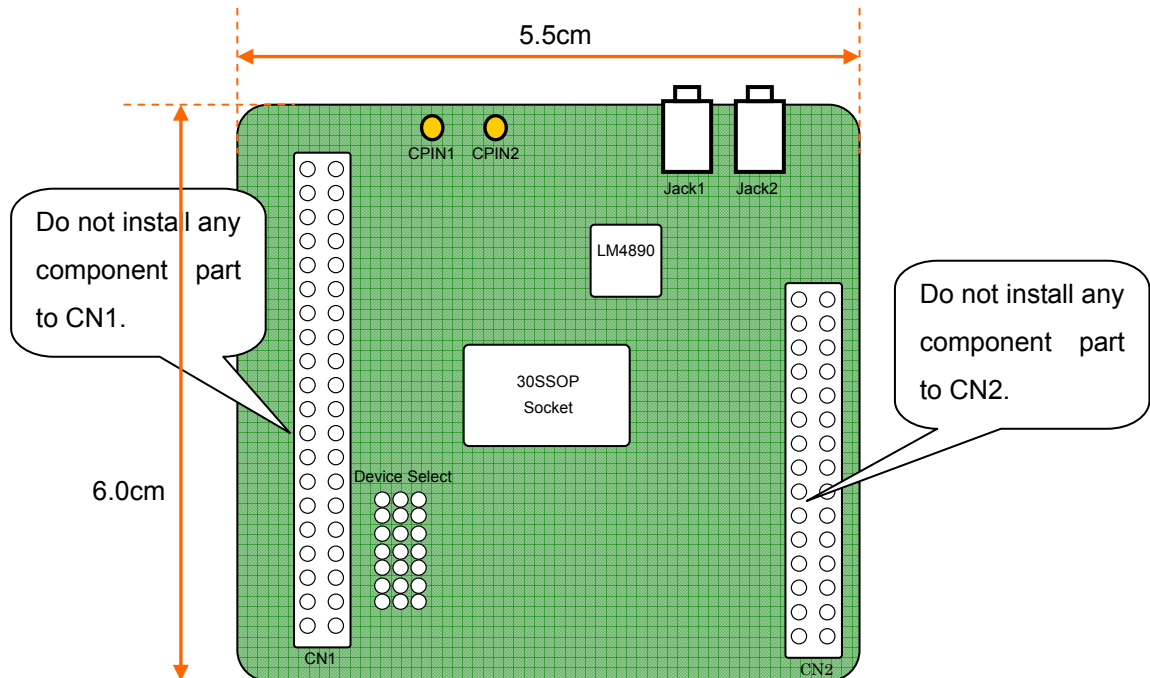 5.5cm
CPIN1 CPIN2
Jack1 Jack2
Do not install any
component part
to CN1.
LM4890
Do not install any
component part
to CN2.
30SSOP
Socket
6.0cm
Device Select
CN1
CN2